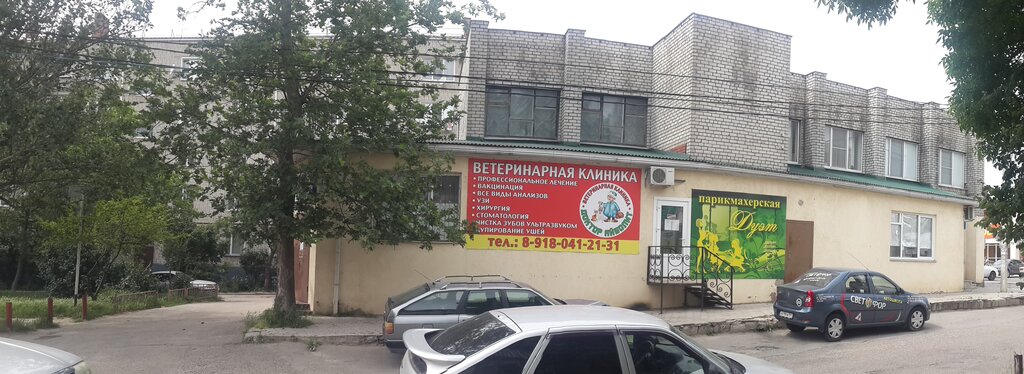 ВЕТЕРИНАРНАЯ КЛИНИКА
• ПРОФЕССИОНАЛЬНОЕ ЛЕЧЕНИЕ
• ВАКЦИНАЦИЯ
• ВСЕ ВИДЫ АНАЛИЗОВ
• УЗИ
• ХИРУРГИЯ
• СТОМАТОЛОГИЯ
ЧИСТКА ЗУБОВ УЛЬТРАЗВУКОМ
КУПИРОВАНИЕ УШЕЙ
тел.: 8-918-041-21-31
ВЕТЕРИНАРНАЯ КЛИНИКА
ДОКТОР АЙБОЛИТ
парикмахерская
Дуэт
СВЕТОФОР